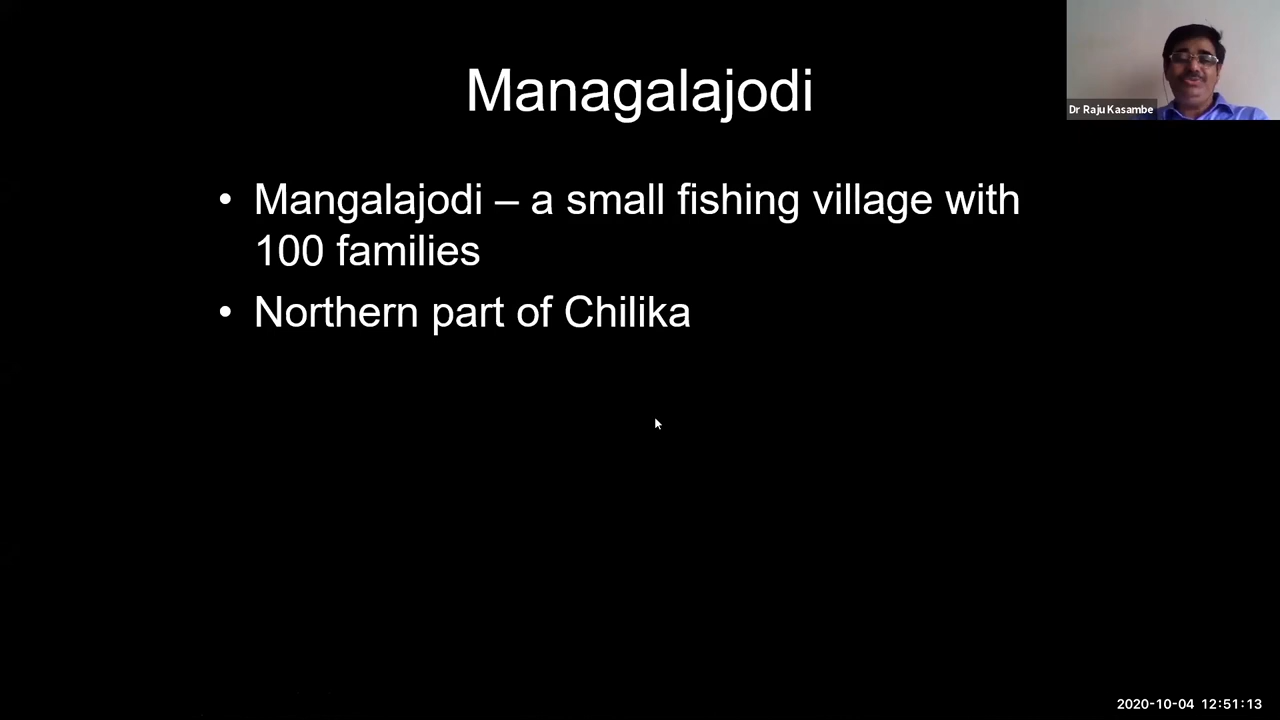 Managalajodi
Dr Raju Kasambe
• Mangalajodi – a small fishing village with
100 families
• Northern part of Chilika
2020-10-04 12:51:13